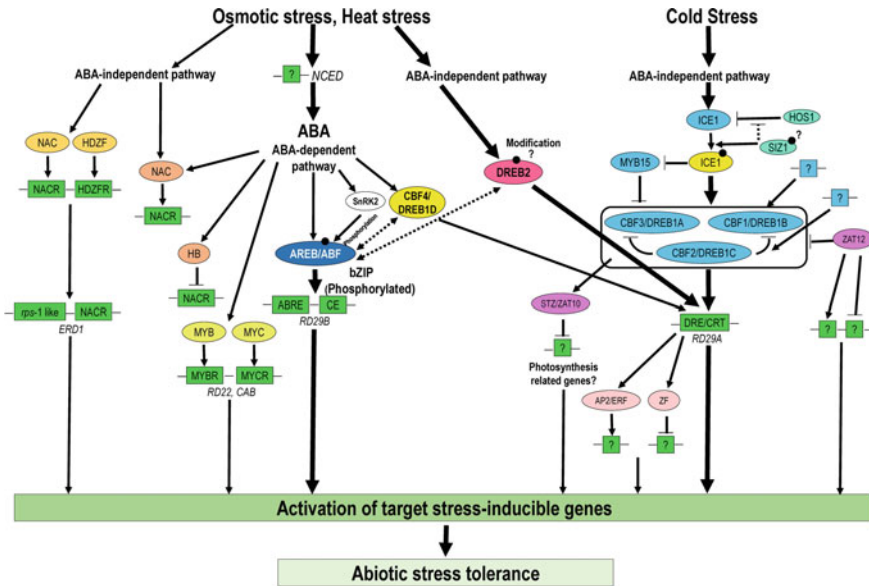 Osmotic stress, Heat stress
Cold Stress
ABA-independent pathway
?
NCED
ABA-independent pathway
ABA-independent pathway
ABA
ABA-dependent
pathway
ICE1
HOS1
NAC
HDZF
NAC
Modification
?
DREB2
MYB15
ICE1
SIZ1
?
NACR
HDZFR
NACR
SnRK2
CBF4/
DREB1D
Phosphorylation
?
?
CBF3/DREB1A
CBF1/DREB1B
CBF2/DREB1C
ZAT12
HB
AREB/ABF
bZIP
(Phosphorylated)
NACR
rps-1 like
NACR
ERD1
ABRE
CE
RD29B
STZ/ZAT10
DRE/CRT
RD29A
?
?
MYB
MYC
?
Photosynthesis
related genes?
MYBR
MYCR
RD22, CAB
AP2/ERF
ZF
?
?
Activation of target stress-inducible genes
Abiotic stress tolerance